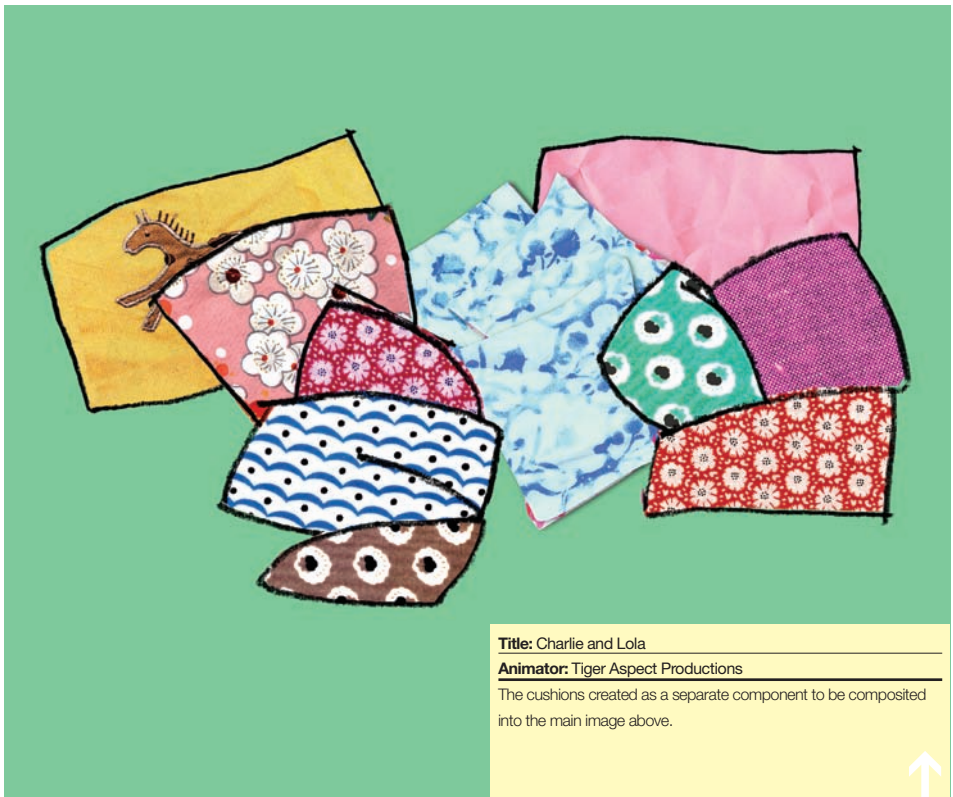 Title: Charlie and Lola
Animator: Tiger Aspect Productions
The cushions created as a separate component to be composited
into the main image above.